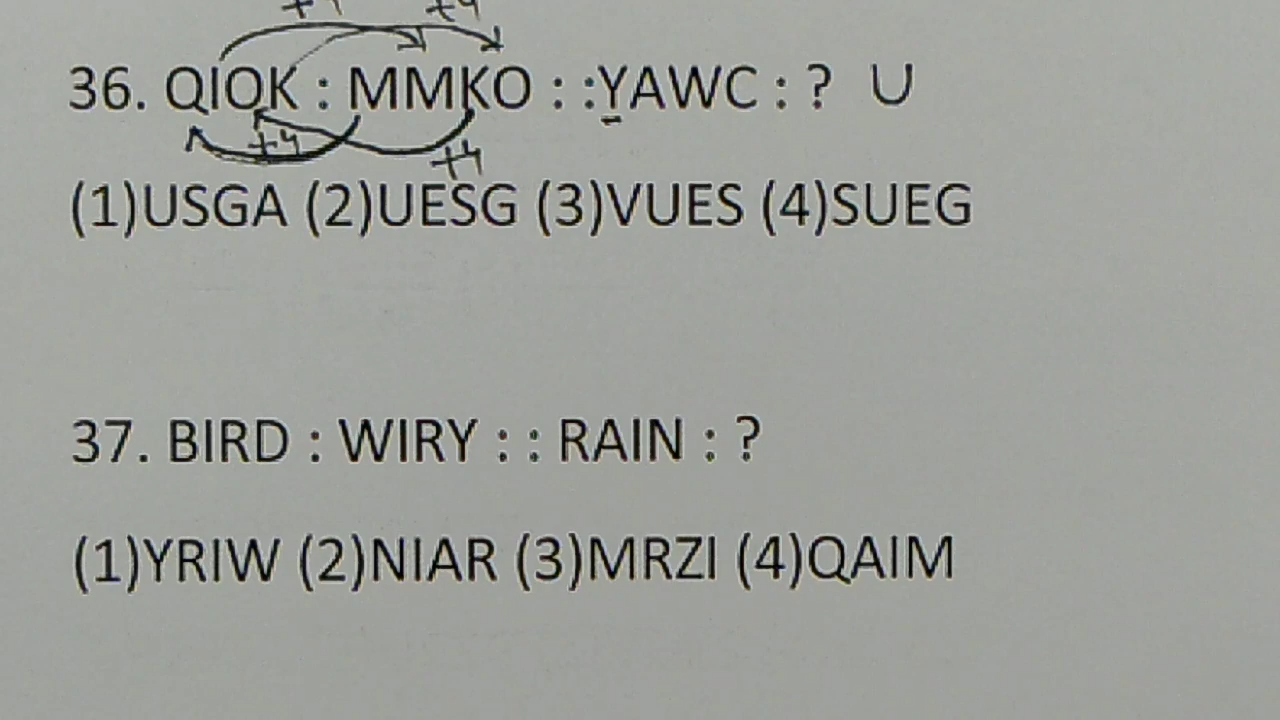 +4 +4
36. QIOK : MMKO : :YAWC : ? U
+4 +4
(1)USGA (2)UESG (3)VUES (4)SUEG
37. BIRD : WIRY : : RAIN : ?
(1)YRIW (2)NIAR (3)MRZI (4)QAIM